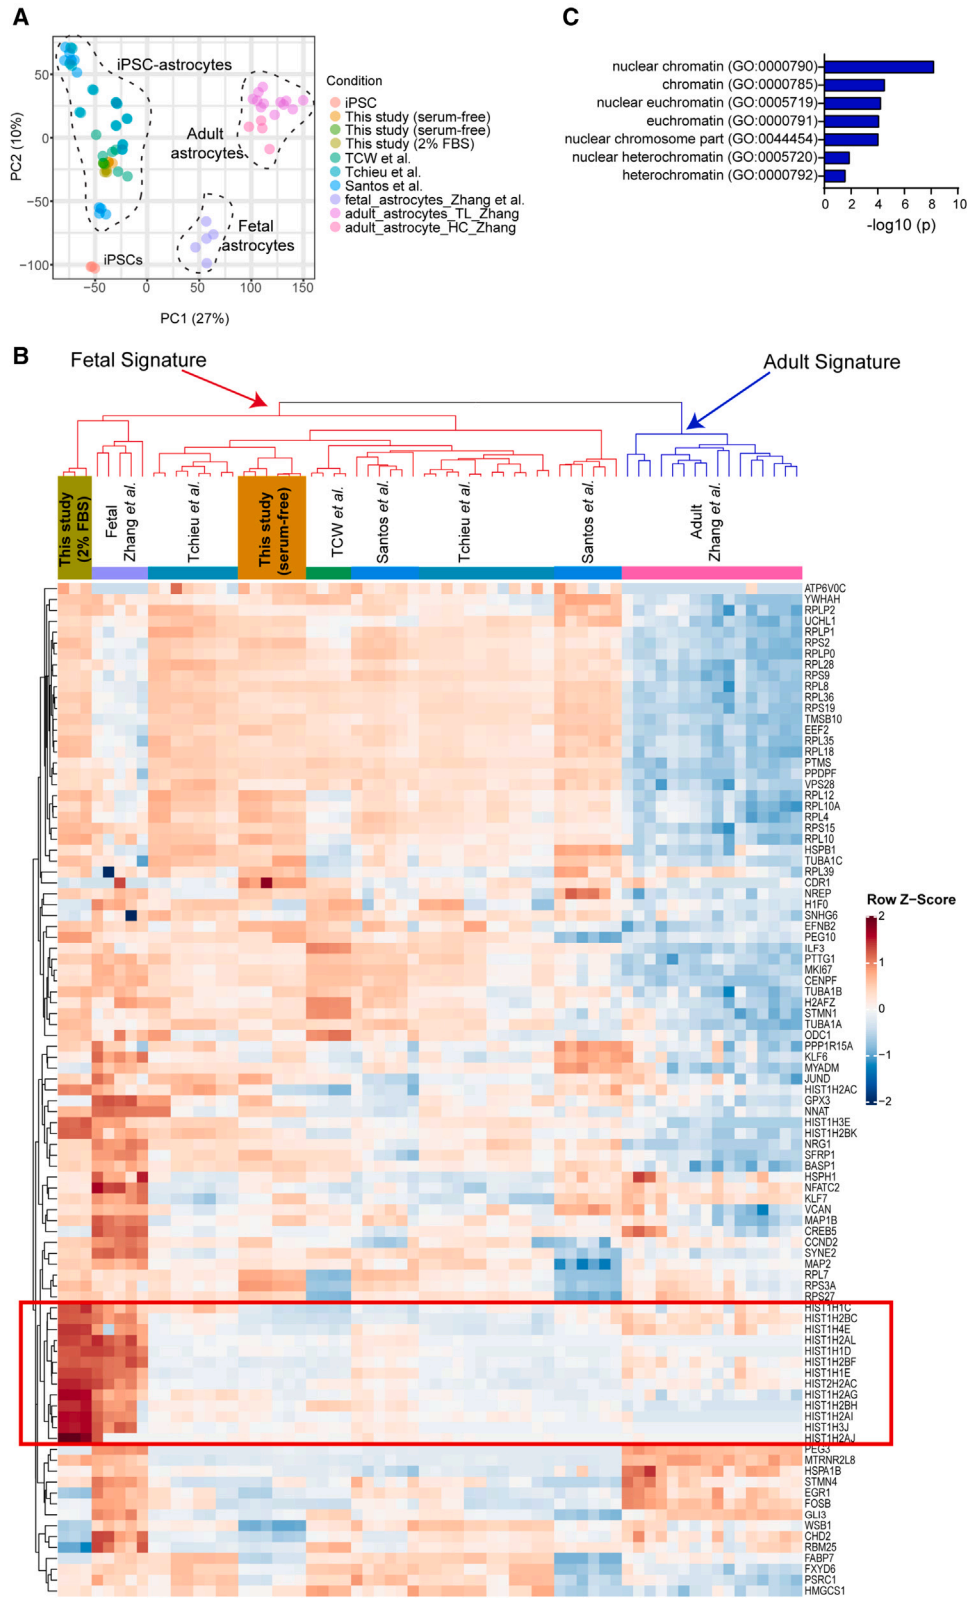 A
iPSC-astrocytes
Adult
astrocytes
Fetal
astrocytes
iPSCs
PC2 (10%)
50
0
−50
−100
−50
0
50
100
150
PC1 (27%)
Condition
iPSC
This study (serum-free)
This study (serum-free)
This study (2% FBS)
TCW et al.
Tchieu et al.
Santos et al.
fetal_astrocytes_Zhang et al.
adult_astrocytes_TL_Zhang
adult_astrocyte_HC_Zhang
C
nuclear chromatin (GO:0000790)
chromatin (GO:0000785)
nuclear euchromatin (GO:0005719)
euchromatin (GO:0000791)
nuclear chromosome part (GO:0044454)
nuclear heterochromatin (GO:0005720)
heterochromatin (GO:0000792)
0 2 4 6 8 10
-log10 (p)
B
Fetal Signature
Adult Signature
This study
(2% FBS)
Fetal
Zhang et al.
Tchieu et al.
This study
(serum-free)
TCW et al.
Santos et al.
Tchieu et al.
Santos et al.
Adult
Zhang et al.
ATP6V0C
YWHAH
RPLP2
UCHL1
RPLP1
RPS2
RPLP0
RPL28
RPS9
RPL8
RPL36
RPS19
TMSB10
EEF2
RPL35
RPL18
PTMS
PPDPF
VPS28
RPL12
RPL10A
RPL4
RPS15
RPL10
HSPB1
TUBA1C
RPL39
CDR1
NREP
H1F0
SNHG6
EFNB2
PEG10
ILF3
PTTG1
MKI67
CENPF
TUBA1B
H2AFZ
STMN1
TUBA1A
ODC1
PPP1R15A
KLF6
MYADM
JUND
HIST1H2AC
GPX3
NNAT
HIST1H3E
HIST1H2BK
NRG1
SFRP1
BASP1
HSPH1
NFATC2
KLF7
VCAN
MAP1B
CREB5
CCND2
SYNE2
MAP2
RPL7
RPS3A
RPS27
HIST1H1C
HIST1H2BC
HIST1H4E
HIST1H2AL
HIST1H1D
HIST1H2BF
HIST1H1E
HIST2H2AC
HIST1H2AG
HIST1H2BH
HIST1H2AI
HIST1H3J
HIST1H2AJ
PEG3
MTRNR2L8
HSPA1B
STMN4
EGR1
FOSB
GLI3
WSB1
CHD2
RBM25
FABP7
FXYD6
PSRC1
HMGCS1
Row Z−Score
2
1
0
−1
−2